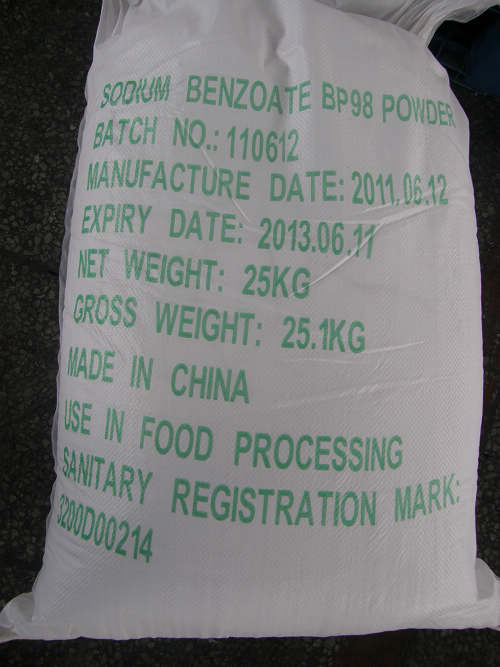 SODIUM BENZOATE BP98 POWDER
BATCH NO.: 110612
MANUFACTURE DATE: 2011.06.12
EXPIRY DATE: 2013.06.11
NET WEIGHT: 25KG
GROSS WEIGHT: 25.1KG
MADE IN CHINA
USE IN FOOD PROCESSING
SANITARY REGISTRATION MARK:
3200D00214